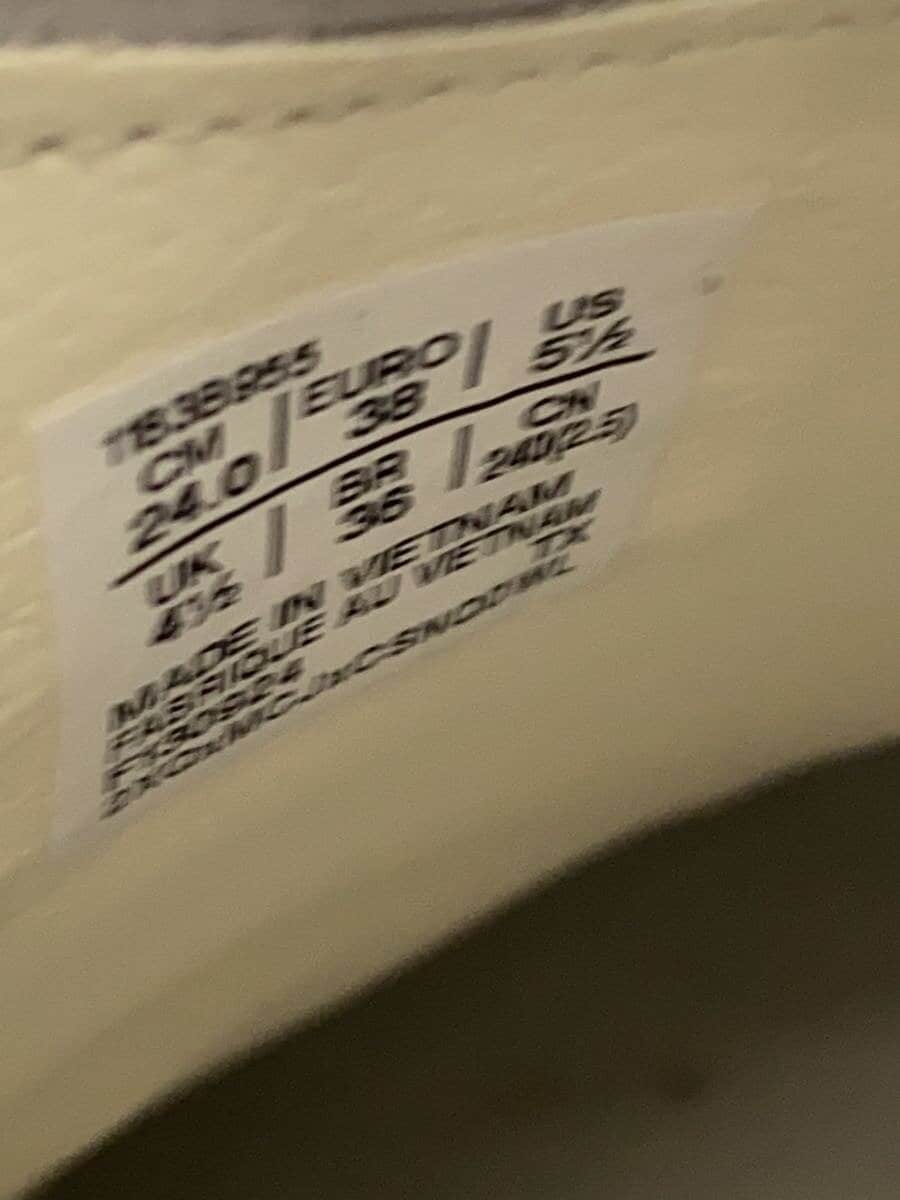 CM | EURO | US
24.0 | 38 | 5½
UK | BR | CN
4½ | 36 | 240(2.5)
MADE IN VIETNAM
FABRIQUE AU VIETNAM
TX